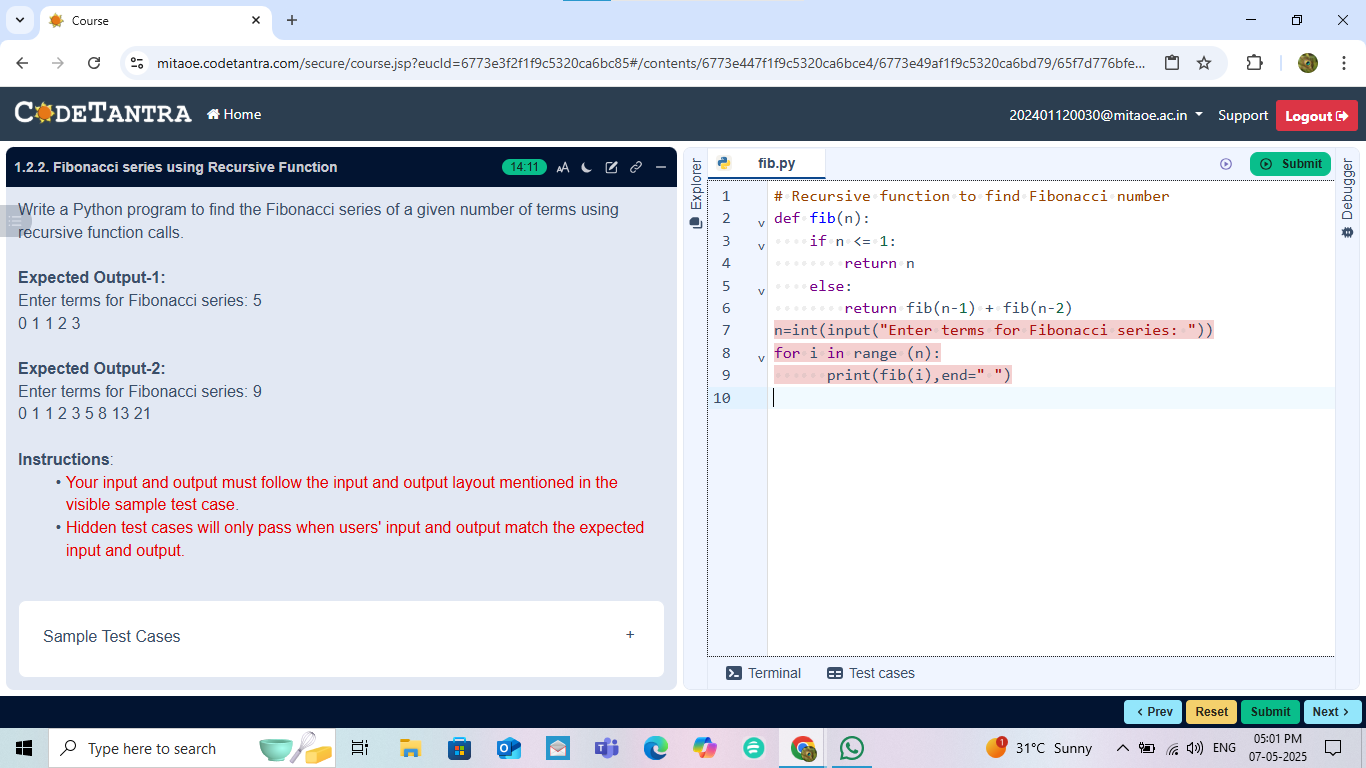 Course
mitaoe.codetantra.com/secure/course.jsp?eucId=6773e3f2f1f9c5320ca6bc85#/contents/6773e447f1f9c5320ca6bce4/6773e49af1f9c5320ca6bd79/65f7d776bfe...
CODETANTRA
Home
202401120030@mitaoe.ac.in
Support
Logout
1.2.2. Fibonacci series using Recursive Function
14:11
AA
Write a Python program to find the Fibonacci series of a given number of terms using
recursive function calls.
Expected Output-1:
Enter terms for Fibonacci series: 5
0 1 1 2 3
Expected Output-2:
Enter terms for Fibonacci series: 9
0 1 1 2 3 5 8 13 21
Instructions:
• Your input and output must follow the input and output layout mentioned in the
visible sample test case.
• Hidden test cases will only pass when users' input and output match the expected
input and output.
Sample Test Cases
+
Explorer
fib.py
Submit
Debugger
1 # Recursive function to find Fibonacci number
2 def fib(n):
3     if n <= 1:
4         return n
5     else:
6         return fib(n-1) + fib(n-2)
7 n=int(input("Enter terms for Fibonacci series: "))
8 for i in range (n):
9       print(fib(i),end=" ")
10
Terminal
Test cases
< Prev
Reset
Submit
Next >
Type here to search
1
31°C Sunny
ENG
05:01 PM
07-05-2025